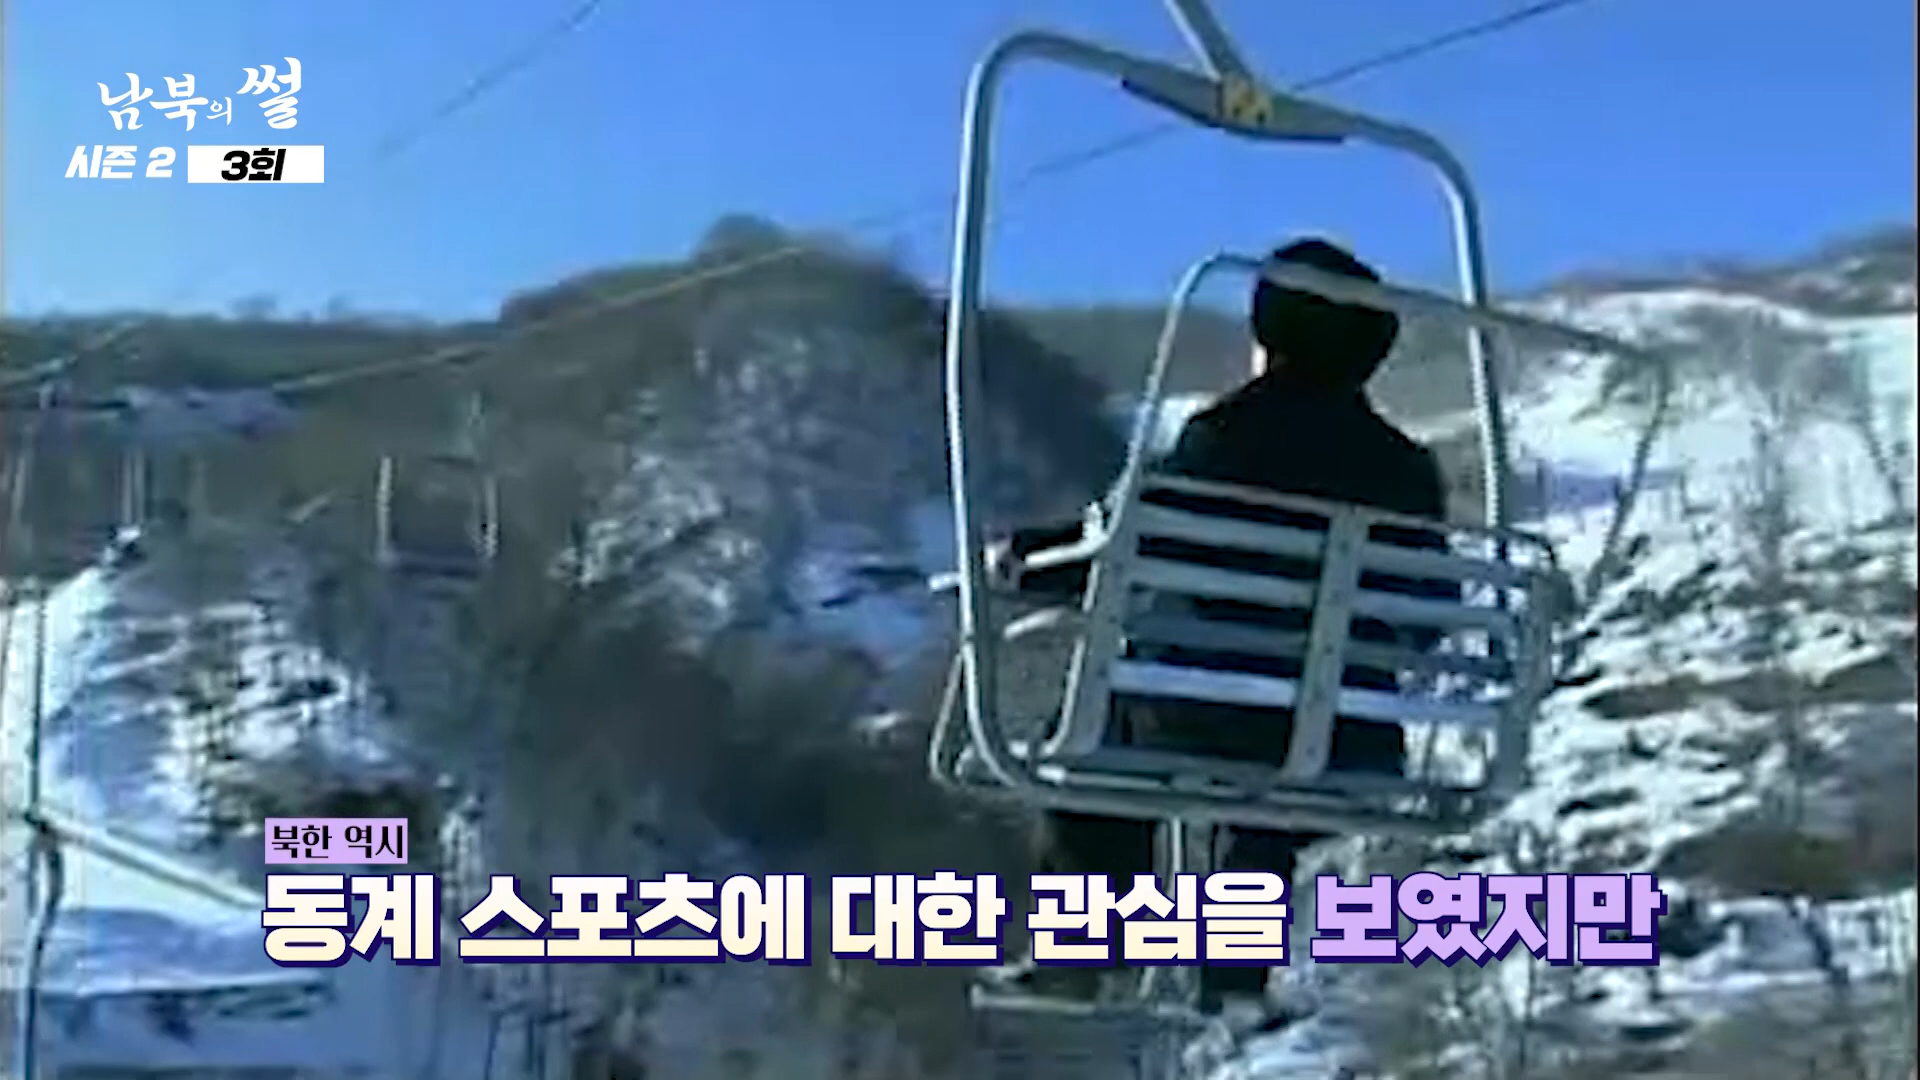 남북의 썰
시즌 2 3회
북한 역시
동계 스포츠에 대한 관심을 보였지만